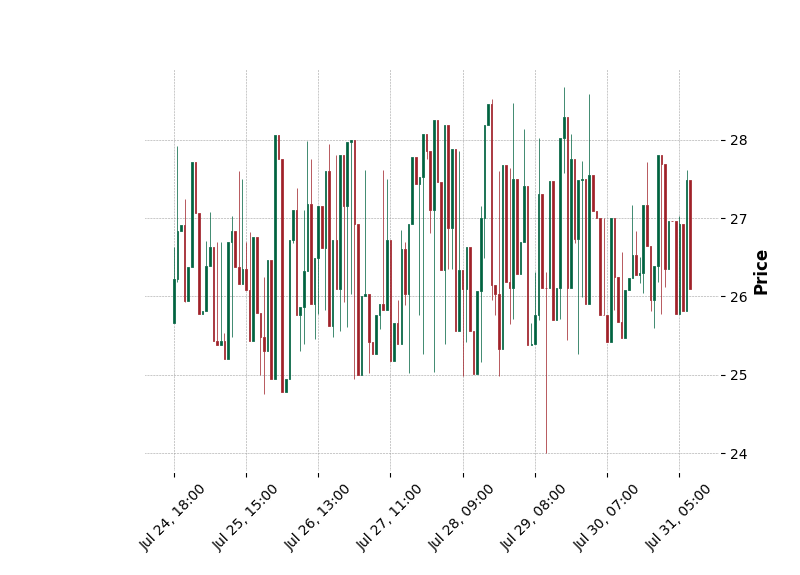 28
27
26
25
24
Price
Jul 24, 18:00
Jul 25, 15:00
Jul 26, 13:00
Jul 27, 11:00
Jul 28, 09:00
Jul 29, 08:00
Jul 30, 07:00
Jul 31, 05:00